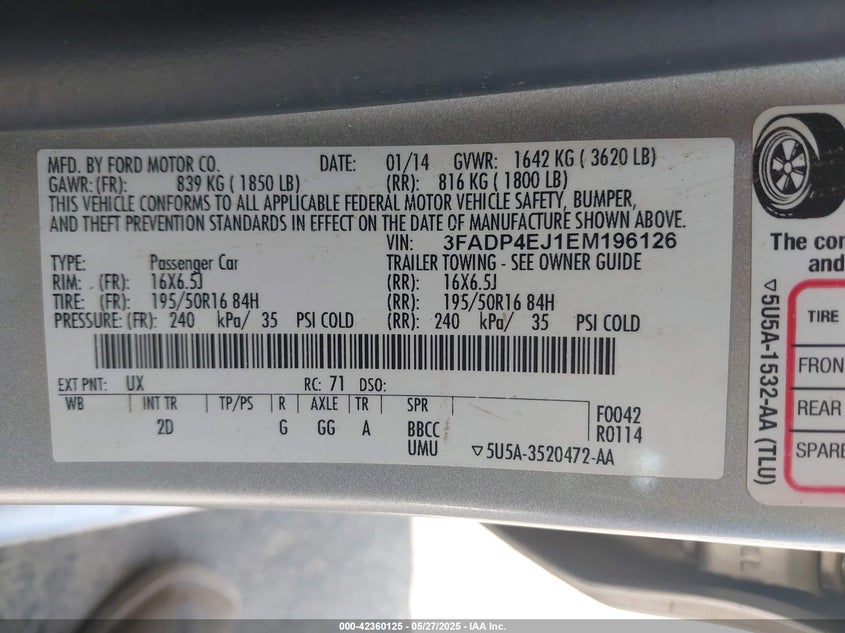 MFD. BY FORD MOTOR CO. DATE: 01/14 GVWR: 1642 KG ( 3620 LB)
GAWR: (FR): 839 KG ( 1850 LB) (RR): 816 KG ( 1800 LB)
THIS VEHICLE CONFORMS TO ALL APPLICABLE FEDERAL MOTOR VEHICLE SAFETY, BUMPER,
AND THEFT PREVENTION STANDARDS IN EFFECT ON THE DATE OF MANUFACTURE SHOWN ABOVE.
VIN: 3FADP4EJ1EM196126
TYPE: Passenger Car TRAILER TOWING - SEE OWNER GUIDE
RIM: (FR): 16X6.5J (RR): 16X6.5J
TIRE: (FR): 195/50R16 84H (RR): 195/50R16 84H
PRESSURE: (FR): 240 kPa/ 35 PSI COLD (RR): 240 kPa/ 35 PSI COLD
EXT PNT: UX RC: 71 DSO:
WB INT TR TP/PS R AXLE TR SPR
2D G GG A BBCC
UMU
F0042
R0114
▽5U5A-3520472-AA
The con
and
TIRE
FRON
REAR
SPARE
▽5U5A-1532-AA (TLU)
000-42360125 - 05/27/2025 - IAA Inc.